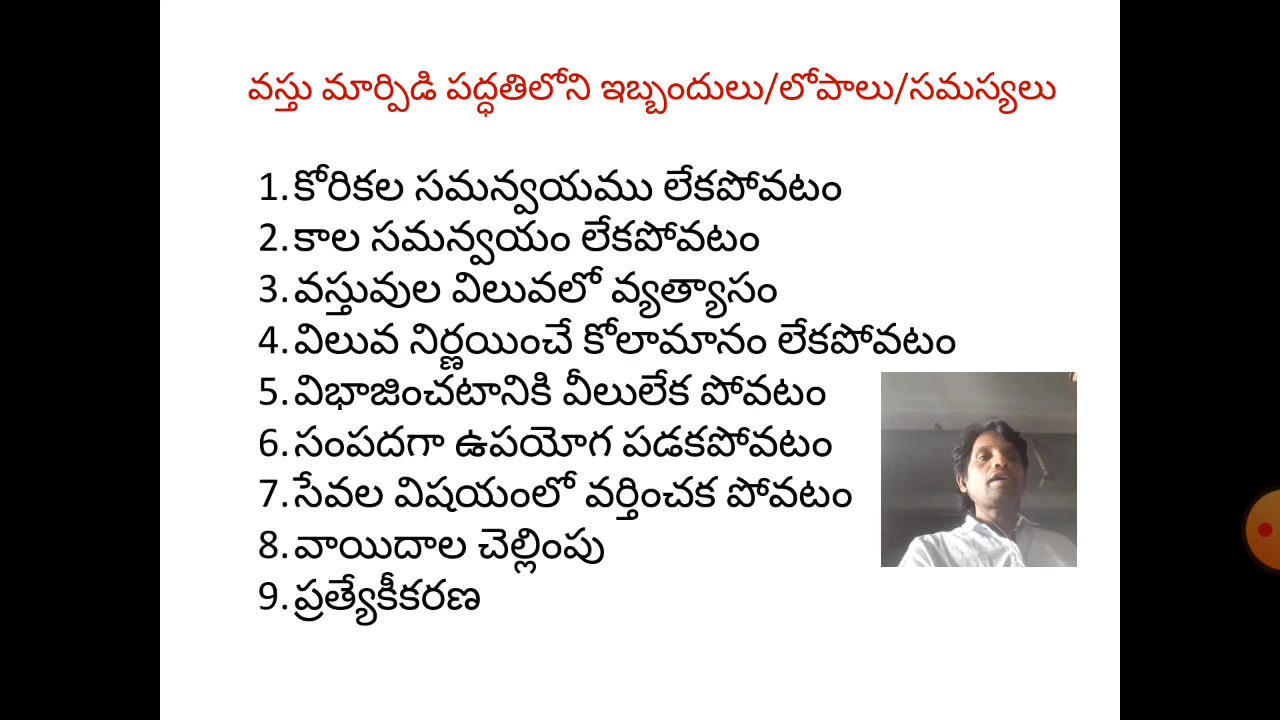 వస్తు మార్పిడి పద్ధతిలోని ఇబ్బందులు/లోపాలు/సమస్యలు
1. కోరికల సమన్వయము లేకపోవటం
2. కాల సమన్వయం లేకపోవటం
3. వస్తువుల విలువలో వ్యత్యాసం
4. విలువ నిర్ణయించే కోలామానం లేకపోవటం
5. విభాజించటానికి వీలులేక పోవటం
6. సంపదగా ఉపయోగ పడకపోవటం
7. సేవల విషయంలో వర్తించక పోవటం
8. వాయిదాల చెల్లింపు
9. ప్రత్యేకీకరణ